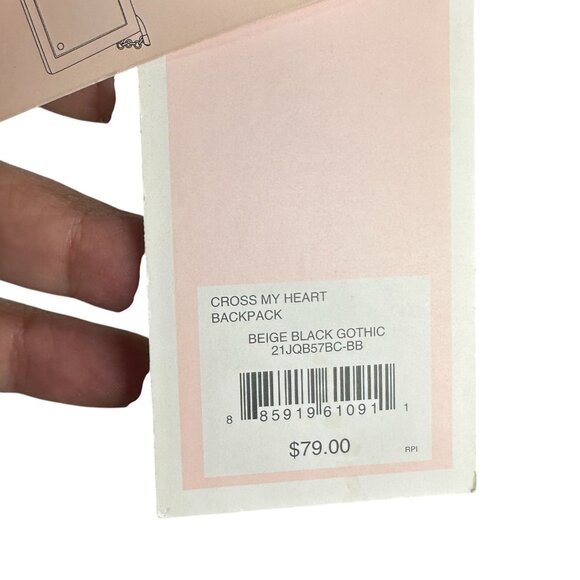 CROSS MY HEART
BACKPACK
BEIGE BLACK GOTHIC
21JQB57BC-BB
8 85919 61091 1
$79.00
RPI